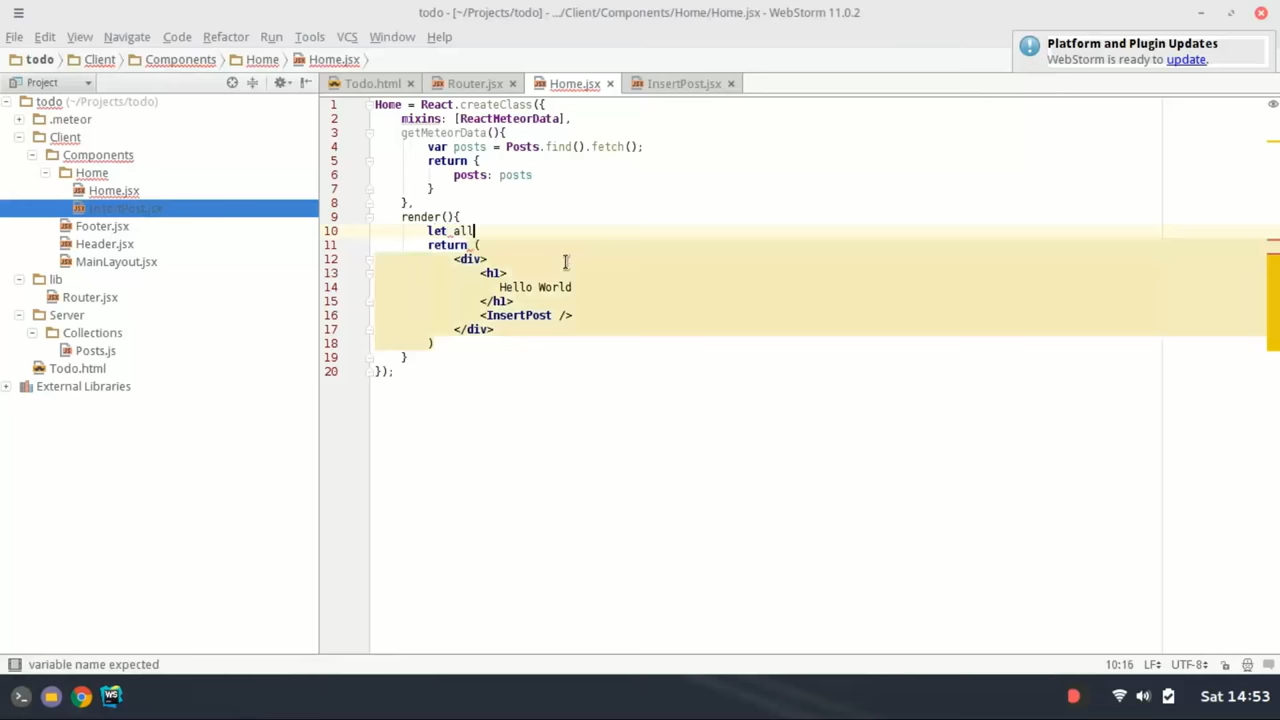 todo - [~/Projects/todo] - .../Client/Components/Home/Home.jsx - WebStorm 11.0.2
File Edit View Navigate Code Refactor Run Tools VCS Window Help
todo Client Components Home Home.jsx
Platform and Plugin Updates
WebStorm is ready to update.
Project
Todo.html Router.jsx Home.jsx InsertPost.jsx
todo (~/Projects/todo)
.meteor
Client
Components
Home
Home.jsx
InsertPost.jsx
Footer.jsx
Header.jsx
MainLayout.jsx
lib
Router.jsx
Server
Collections
Posts.js
Todo.html
External Libraries
1 Home = React.createClass({
2 mixins: [ReactMeteorData],
3 getMeteorData(){
4 var posts = Posts.find().fetch();
5 return {
6 posts: posts
7 }
8 },
9 render(){
10 let all
11 return (
12 <div>
13 <h1>
14 Hello World
15 </h1>
16 <InsertPost />
17 </div>
18 )
19 }
20 });
variable name expected
10:16 LF UTF-8
WS
Sat 14:53